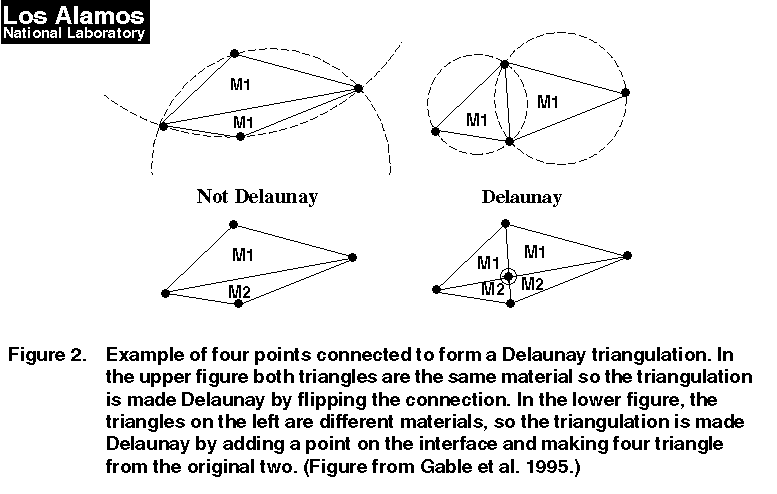 Los Alamos
National Laboratory
M1
M1
M1
M1
Not Delaunay
Delaunay
M1
M2
M1
M1
M2
M2
Figure 2. Example of four points connected to form a Delaunay triangulation. In
the upper figure both triangles are the same material so the triangulation
is made Delaunay by flipping the connection. In the lower figure, the
triangles on the left are different materials, so the triangulation is made
Delaunay by adding a point on the interface and making four triangle
from the original two. (Figure from Gable et al. 1995.)